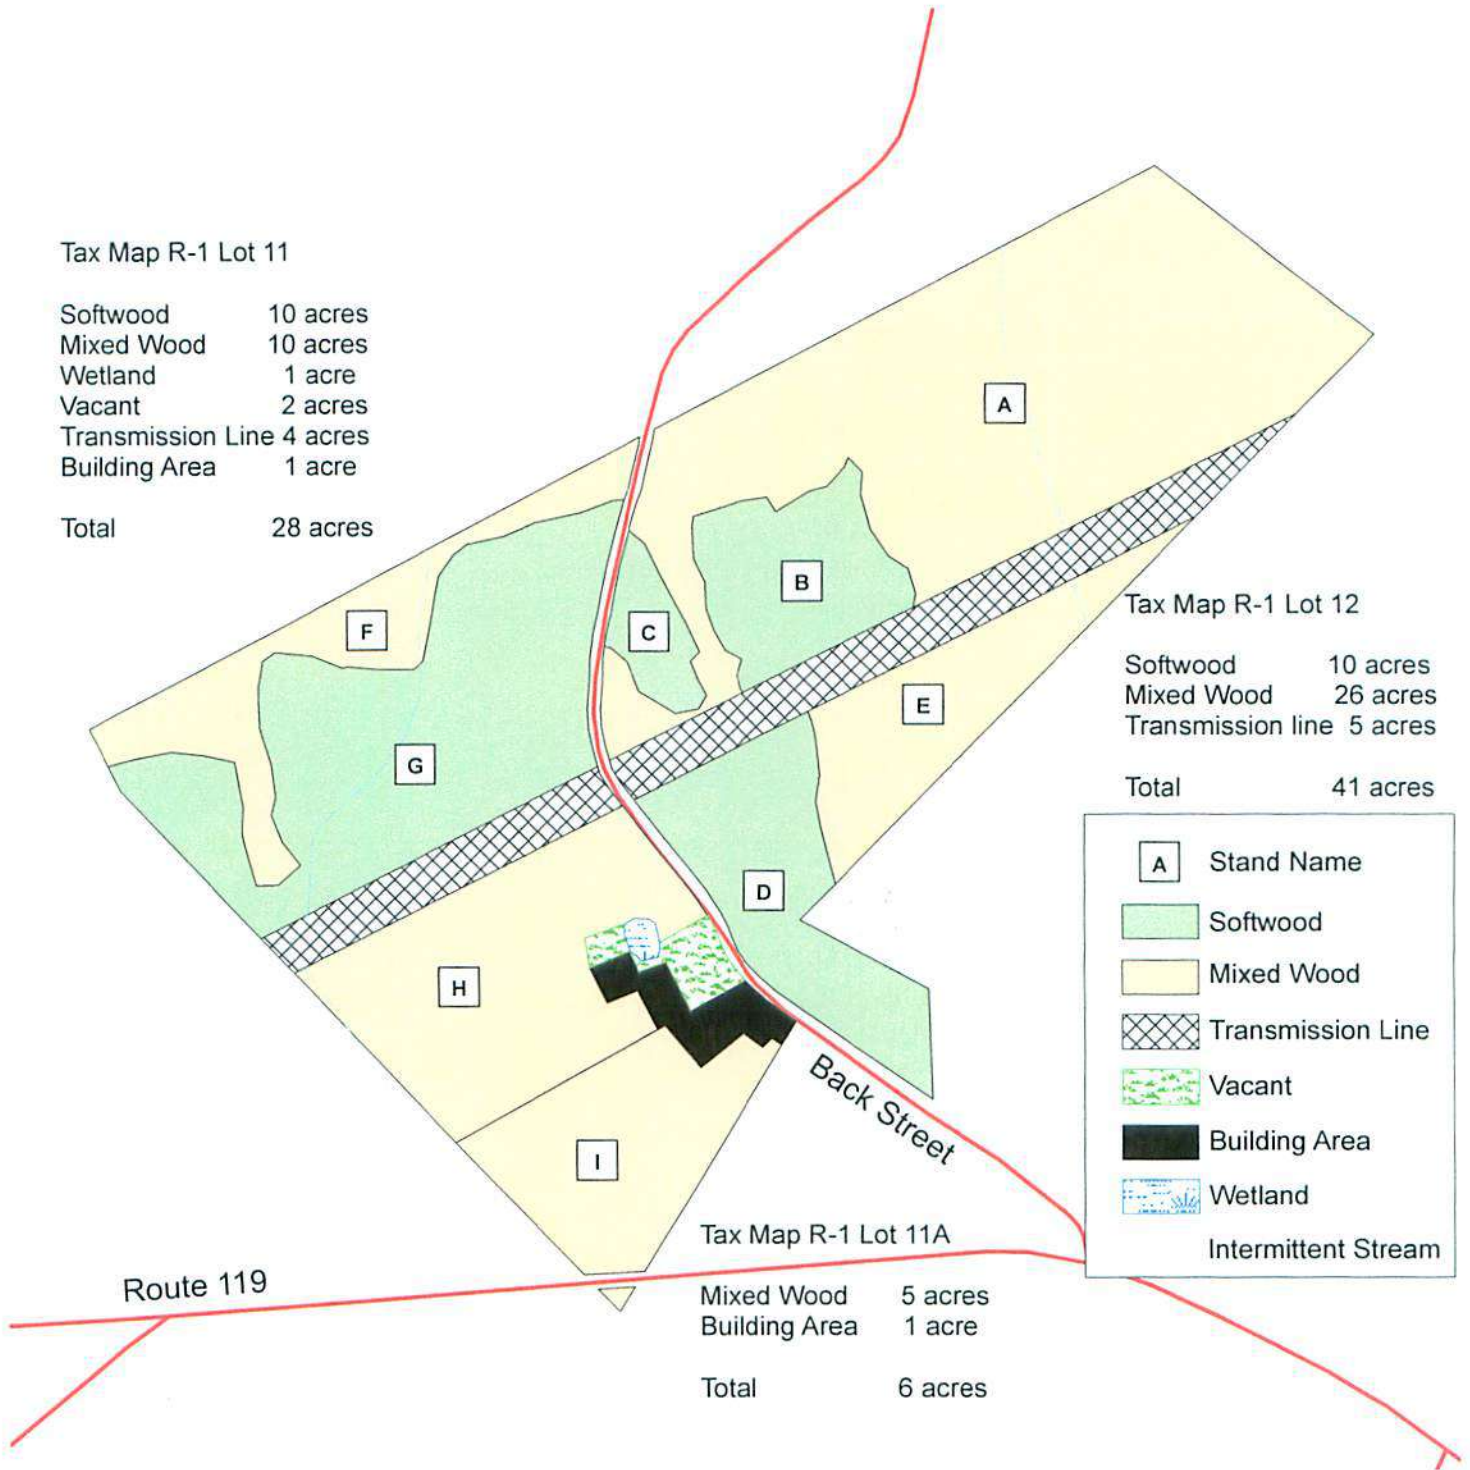 Tax Map R-1 Lot 11
Softwood 10 acres
Mixed Wood 10 acres
Wetland 1 acre
Vacant 2 acres
Transmission Line 4 acres
Building Area 1 acre
Total 28 acres
A
B
C
F
E
G
D
H
I
Tax Map R-1 Lot 12
Softwood 10 acres
Mixed Wood 26 acres
Transmission line 5 acres
Total 41 acres
A Stand Name
Softwood
Mixed Wood
Transmission Line
Vacant
Building Area
Wetland
Intermittent Stream
Back Street
Route 119
Tax Map R-1 Lot 11A
Mixed Wood 5 acres
Building Area 1 acre
Total 6 acres